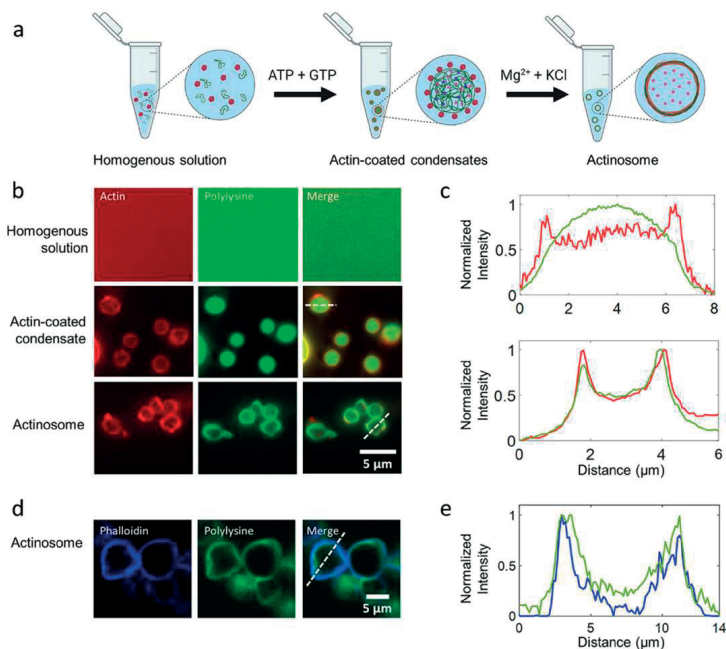 a
ATP + GTP
Mg²⁺ + KCl
Homogenous solution
Actin-coated condensates
Actinosome
b
Actin
Polylysine
Merge
Homogenous
solution
Actin-coated
condensate
Actinosome
5 µm
c
Normalized
Intensity
1
0.5
0
0 2 4 6 8
Normalized
Intensity
1
0.5
0
0 2 4 6
Distance (µm)
d
Actinosome
Phalloidin
Polylysine
Merge
5 µm
e
Normalized
Intensity
1
0.5
0
0 5 10 14
Distance (µm)